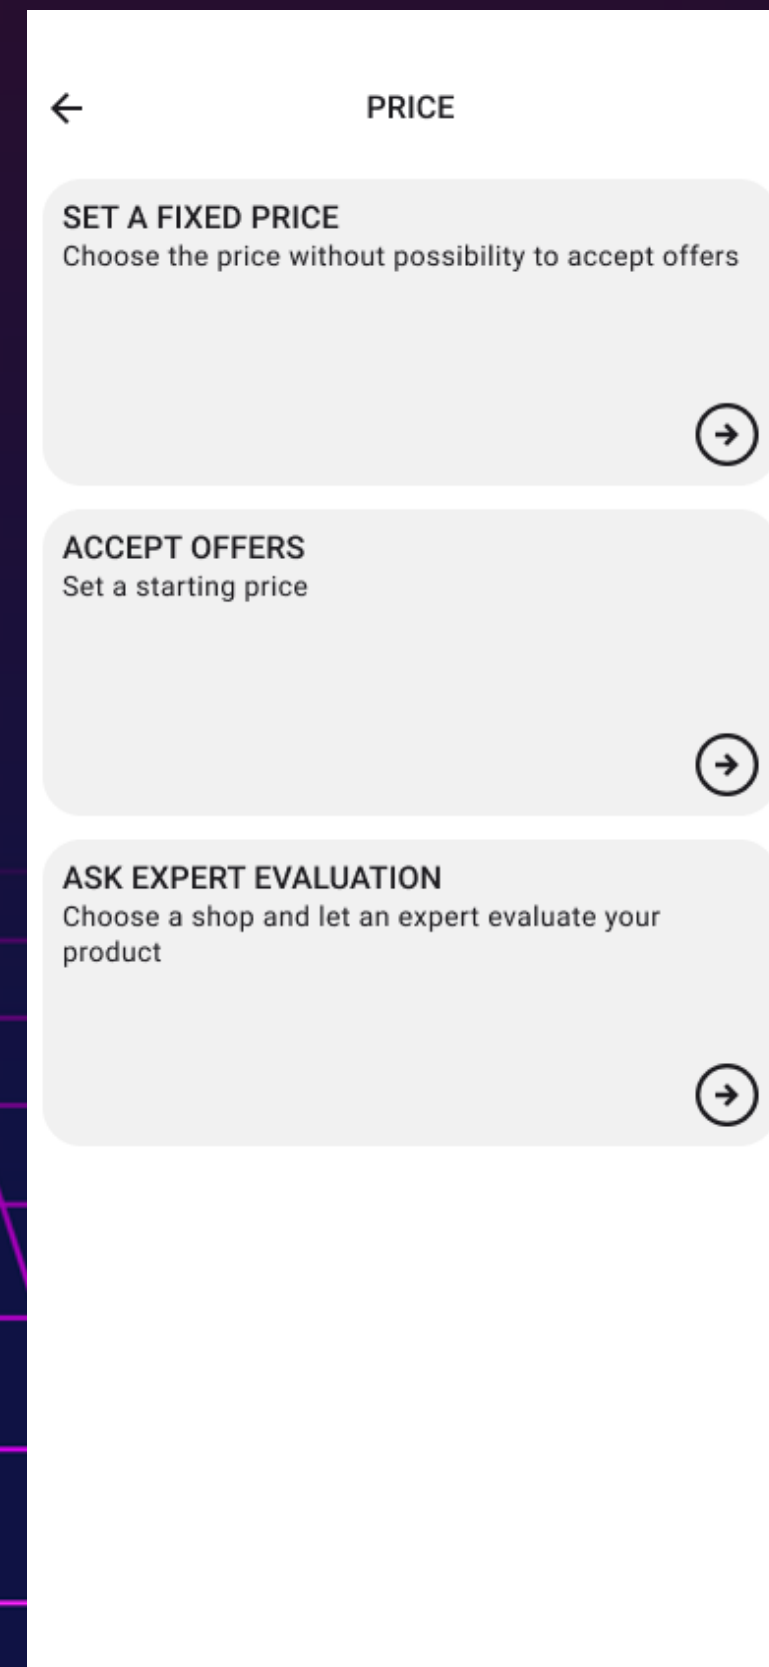 PRICE
SET A FIXED PRICE
Choose the price without possibility to accept offers
ACCEPT OFFERS
Set a starting price
ASK EXPERT EVALUATION
Choose a shop and let an expert evaluate your
product